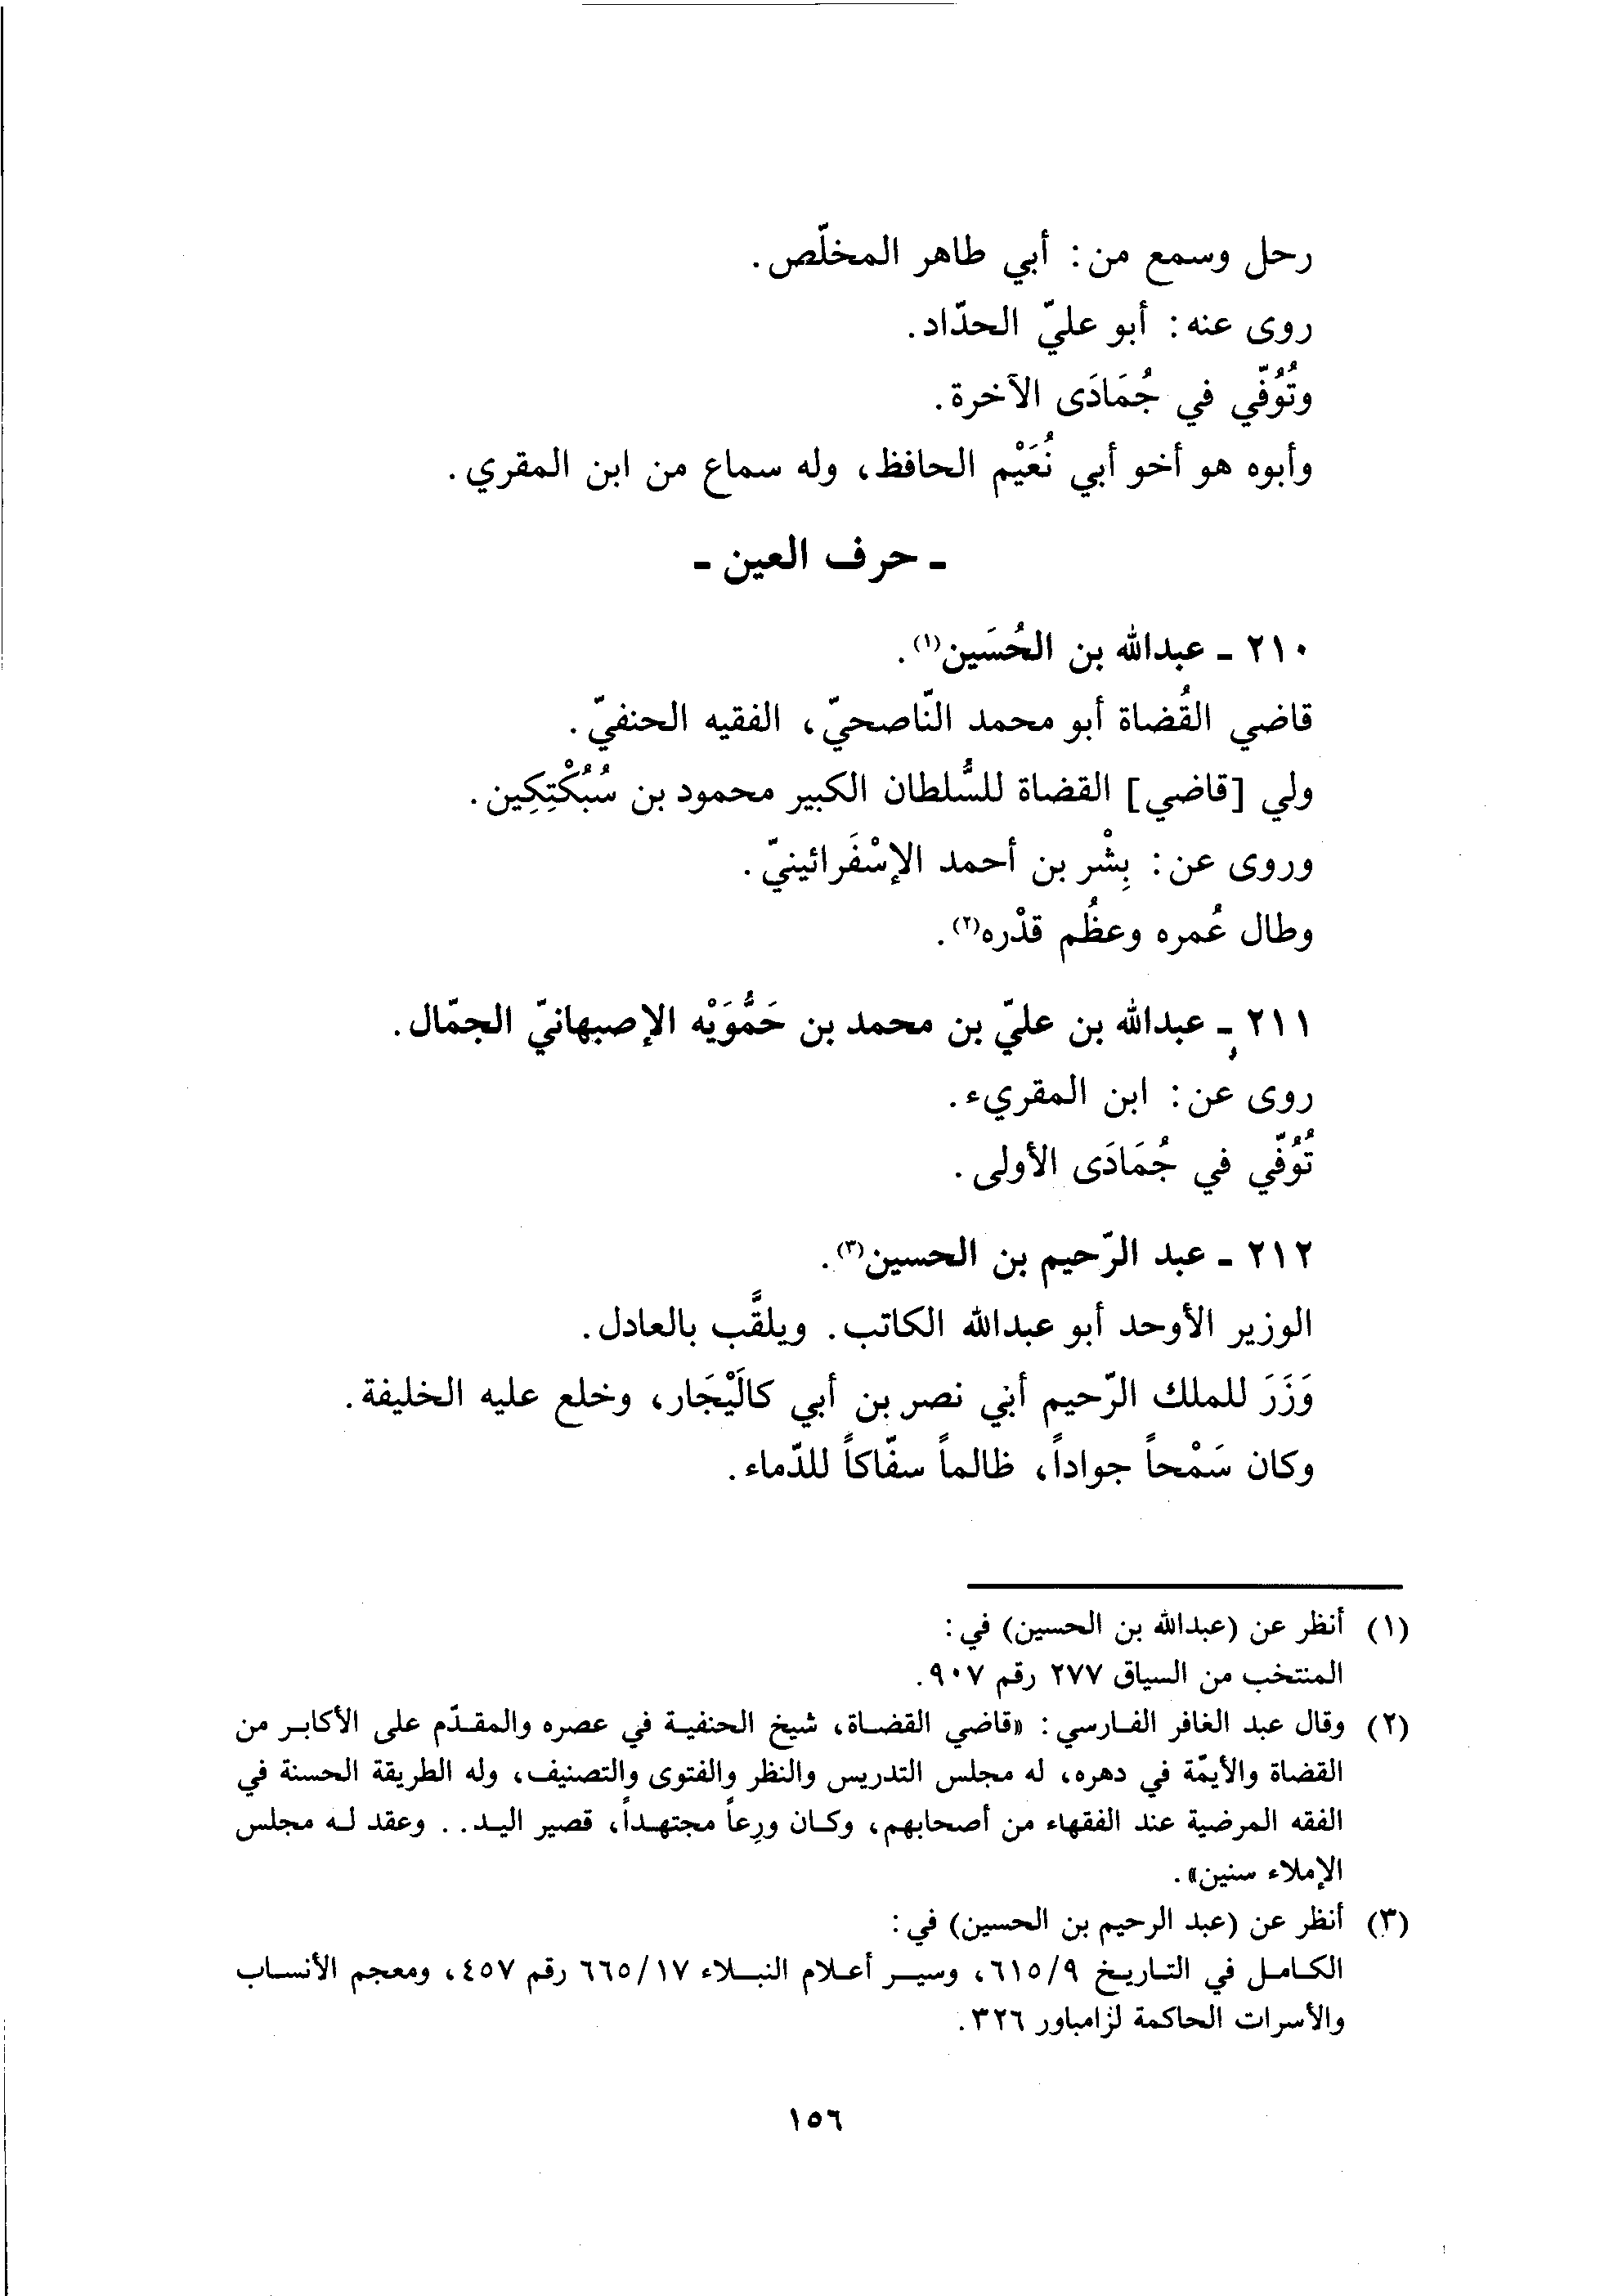 رحل وسمع من: أبي طاهر المخلّص.
روى عنه: أبو عليّ الحدّاد.
وتُوُفّي في جُمَادَى الآخرة.
وأبوه هو أخو أبي نُعَيْم الحافظ، وله سماع من ابن المقري.
ـ حرف العين ـ
٢١٠ ـ عبدالله بن الحُسَين(١).
قاضي القُضاة أبو محمد النّاصحيّ، الفقيه الحنفيّ.
ولي [قاضي] القضاة للسُّلطان الكبير محمود بن سُبُكْتِكِين.
وروى عن: بِشْر بن أحمد الإسْفَرائينيّ.
وطال عُمره وعظُم قدْره(٢).
٢١١ ـ عبدالله بن عليّ بن محمد بن حَمُّوَيْه الإصبهانيّ الجمّال.
روى عن: ابن المقريء.
تُوُفّي في جُمَادَى الأولى.
٢١٢ ـ عبد الرّحيم بن الحسين(٣).
الوزير الأوحد أبو عبدالله الكاتب. ويلقَّب بالعادل.
وَزَرَ للملك الرّحيم أبي نصر بن أبي كالَيْجَار، وخلع عليه الخليفة.
وكان سَمْحاً جواداً، ظالماً سفّاكاً للدّماء.
(١) أنظر عن (عبدالله بن الحسين) في:
المنتخب من السياق ٢٧٧ رقم ٩٠٧.
(٢) وقال عبد الغافر الفارسي: «قاضي القضاة، شيخ الحنفية في عصره والمقدّم على الأكابر من
القضاة والأيمّة في دهره، له مجلس التدريس والنظر والفتوى والتصنيف، وله الطريقة الحسنة في
الفقه المرضية عند الفقهاء من أصحابهم، وكان ورِعاً مجتهداً، قصير اليد.. وعقد له مجلس
الإملاء سنين».
(٣) أنظر عن (عبد الرحيم بن الحسين) في:
الكامل في التاريخ ٦١٥/٩، وسير أعلام النبلاء ٦٦٥/١٧ رقم ٤٥٧، ومعجم الأنساب
والأسرات الحاكمة لزامباور ٣٢٦.
١٥٦